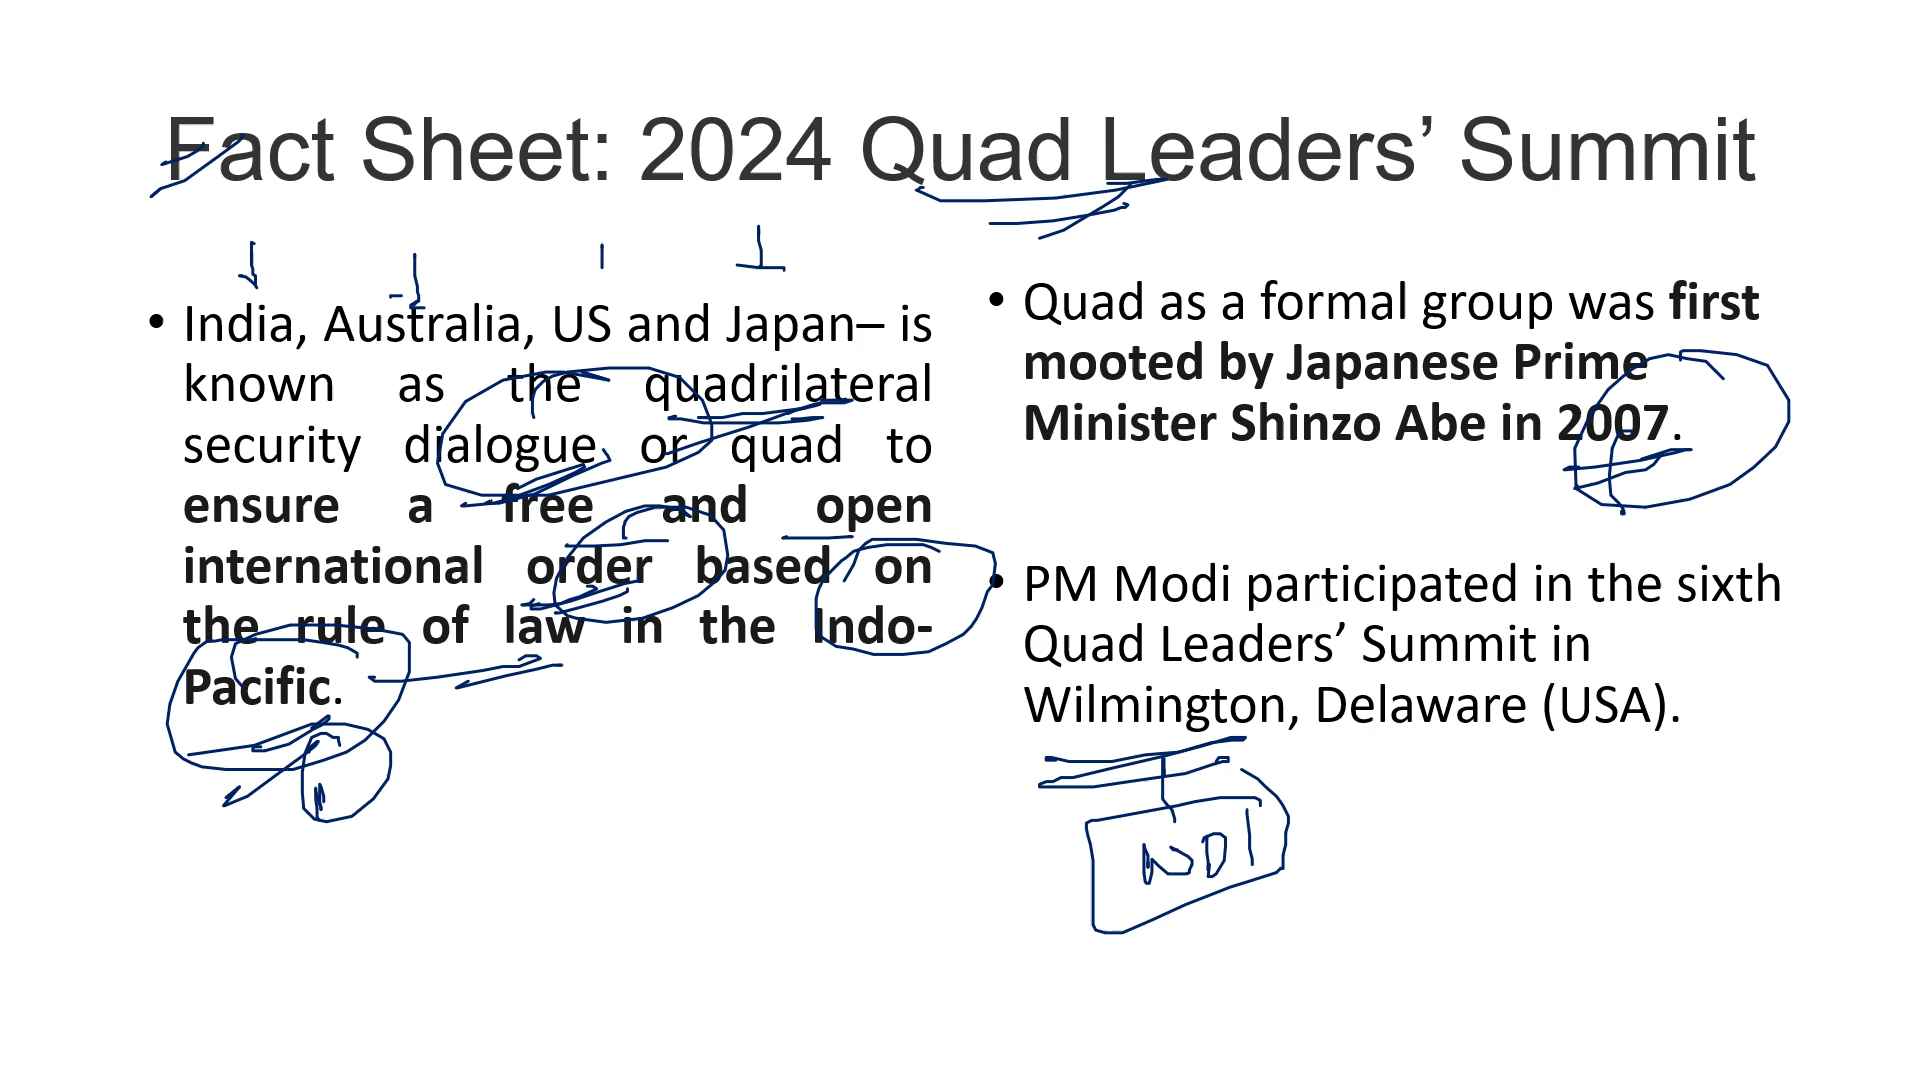 Fact Sheet: 2024 Quad Leaders’ Summit
• India, Australia, US and Japan– is
known as the quadrilateral
security dialogue or quad to
ensure a free and open
international order based on
the rule of law in the Indo-
Pacific.
• Quad as a formal group was first
mooted by Japanese Prime
Minister Shinzo Abe in 2007.
• PM Modi participated in the sixth
Quad Leaders’ Summit in
Wilmington, Delaware (USA).